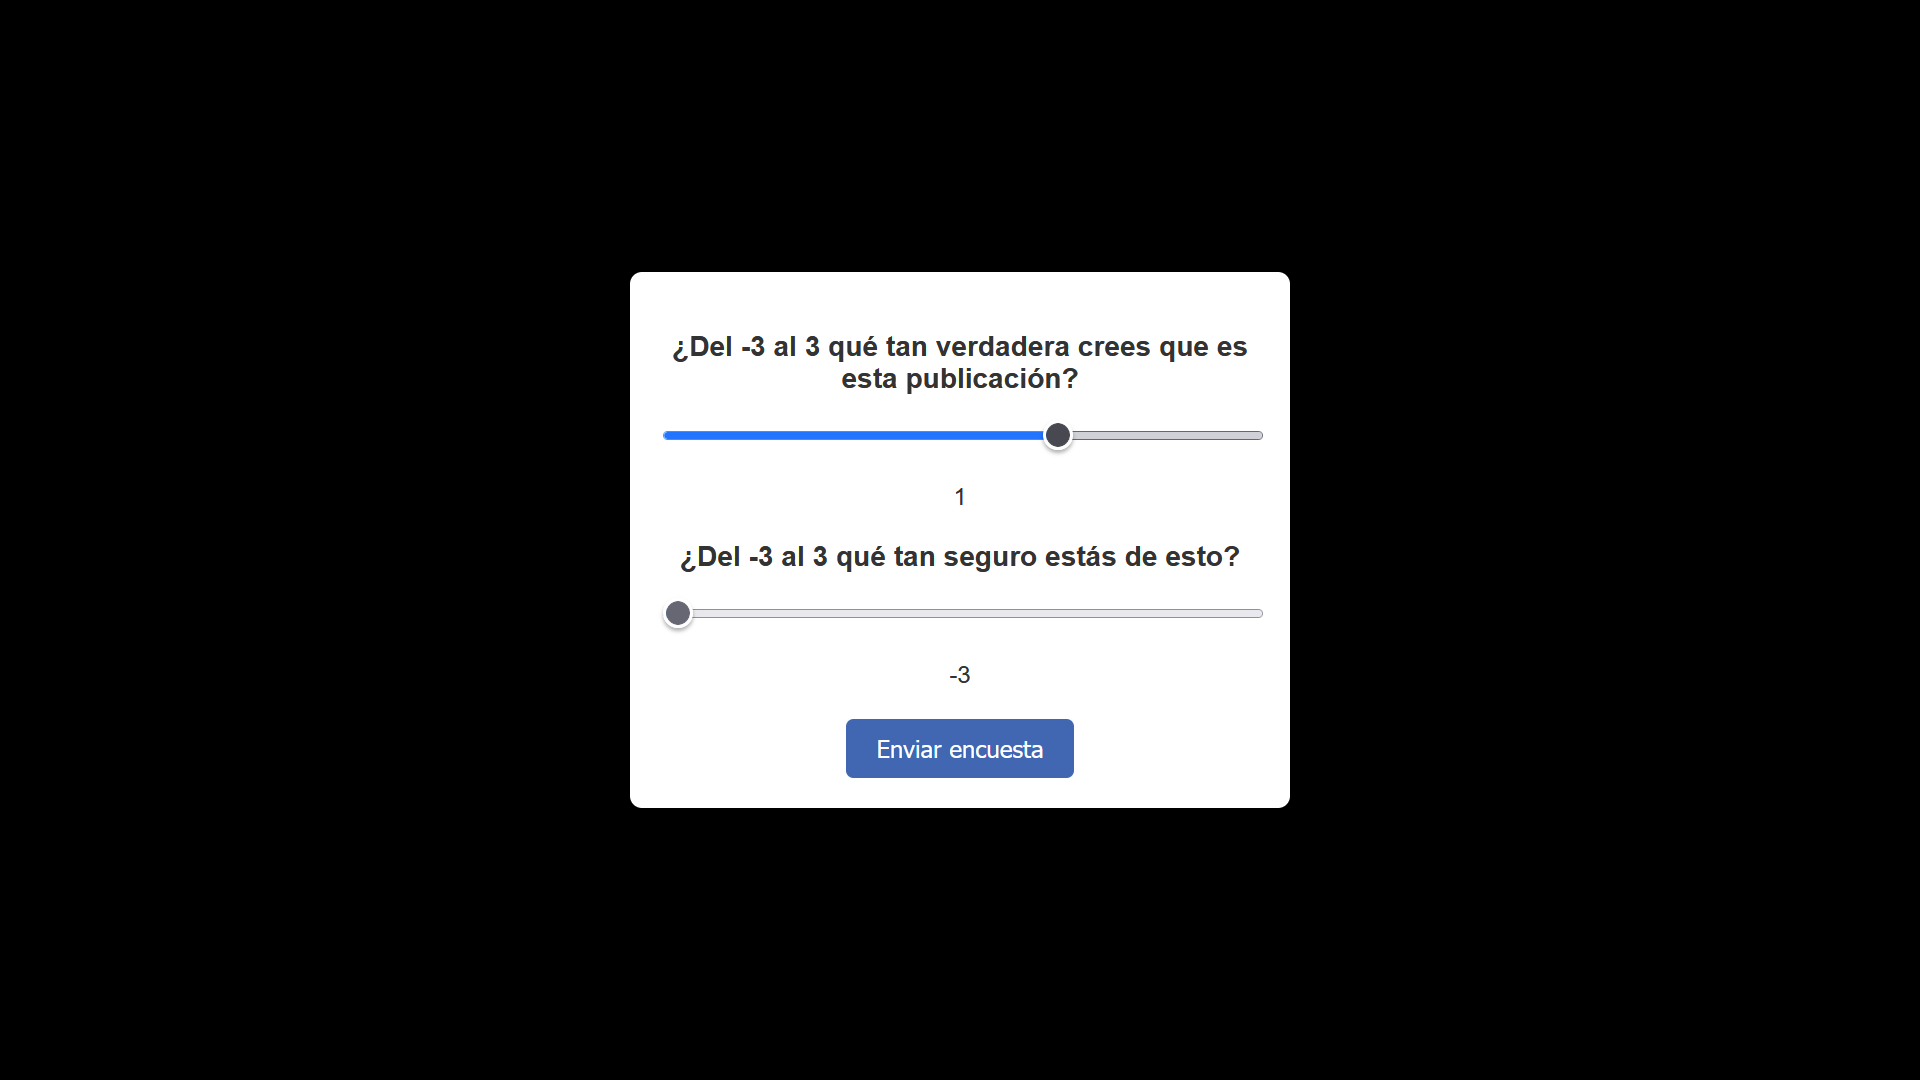 ¿Del -3 al 3 qué tan verdadera crees que es
esta publicación?
1
¿Del -3 al 3 qué tan seguro estás de esto?
-3
Enviar encuesta